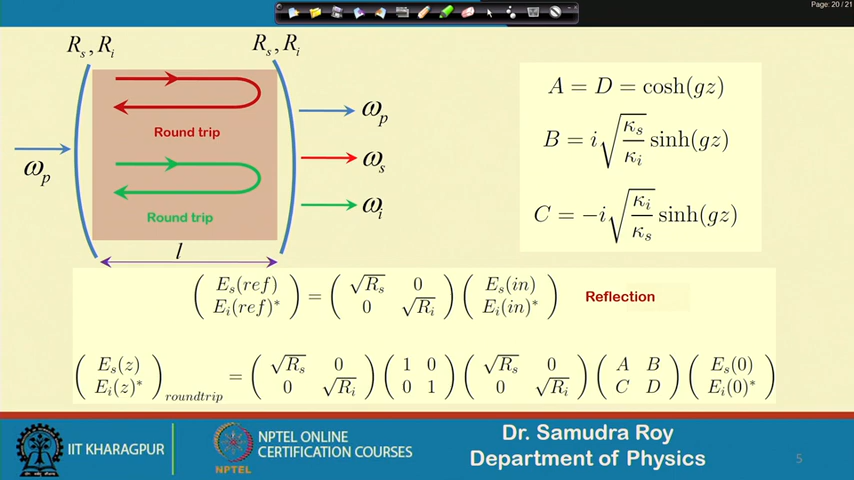 Page: 20 / 21
R_s, R_i
R_s, R_i
Round trip
Round trip
ω_p
ω_p
ω_s
ω_i
l
A = D = cosh(gz)
B = i√(κ_s/κ_i) sinh(gz)
C = −i√(κ_i/κ_s) sinh(gz)
( E_s(ref) ; E_i(ref)* ) = ( √R_s 0 ; 0 √R_i ) ( E_s(in) ; E_i(in)* ) Reflection
( E_s(z) ; E_i(z)* )_roundtrip = ( √R_s 0 ; 0 √R_i ) ( 1 0 ; 0 1 ) ( √R_s 0 ; 0 √R_i ) ( A B ; C D ) ( E_s(0) ; E_i(0)* )
IIT KHARAGPUR
NPTEL
NPTEL ONLINE
CERTIFICATION COURSES
Dr. Samudra Roy
Department of Physics
5